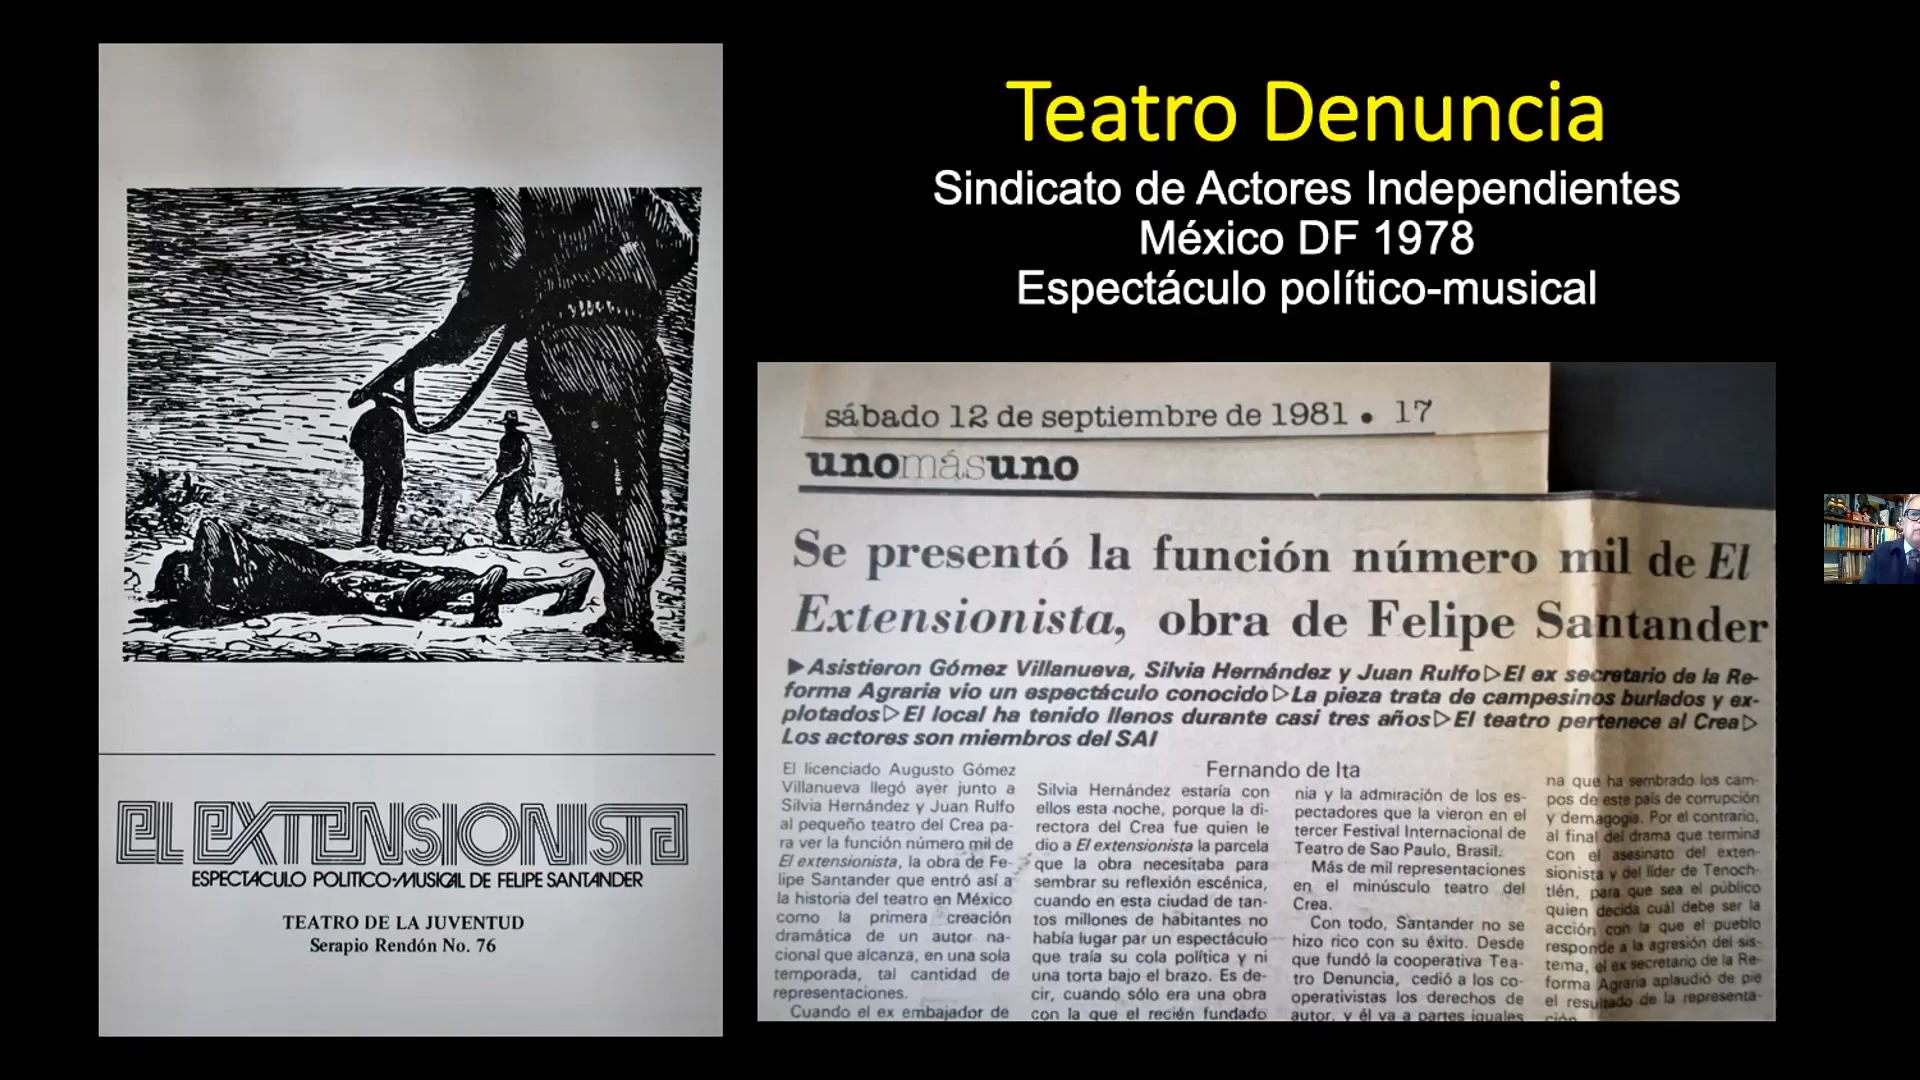 EL EXTENSIONISTA
ESPECTACULO POLITICO-MUSICAL DE FELIPE SANTANDER
TEATRO DE LA JUVENTUD
Serapio Rendón No. 76
Teatro Denuncia
Sindicato de Actores Independientes
México DF 1978
Espectáculo político-musical
sábado 12 de septiembre de 1981 • 17
unomásuno
Se presentó la función número mil de El
Extensionista, obra de Felipe Santander
▶Asistieron Gómez Villanueva, Silvia Hernández y Juan Rulfo▷El ex secretario de la Re-
forma Agraria vio un espectáculo conocido▷La pieza trata de campesinos burlados y ex-
plotados▷El local ha tenido llenos durante casi tres años▷El teatro pertenece al Crea▷
Los actores son miembros del SAI
Fernando de Ita
El licenciado Augusto Gómez
Villanueva llegó ayer junto a
Silvia Hernández y Juan Rulfo
al pequeño teatro del Crea pa-
ra ver la función número mil de
El extensionista, la obra de Fe-
lipe Santander que entró así a
la historia del teatro en México
como la primera creación
dramática de un autor na-
cional que alcanza, en una sola
temporada, tal cantidad de
representaciones.
Cuando el ex embajador de
Silvia Hernández estaría con
ellos esta noche, porque la di-
rectora del Crea fue quien le
dio a El extensionista la parcela
que la obra necesitaba para
sembrar su reflexión escénica,
cuando en esta ciudad de tan-
tos millones de habitantes no
había lugar par un espectáculo
que traía su cola política y ni
una torta bajo el brazo. Es de-
cir, cuando sólo era una obra
con la que el recién fundado
nia y la admiración de los es-
pectadores que la vieron en el
tercer Festival Internacional de
Teatro de Sao Paulo, Brasil.
Más de mil representaciones
en el minúsculo teatro del
Crea.
Con todo, Santander no se
hizo rico con su éxito. Desde
que fundó la cooperativa Tea-
tro Denuncia, cedió a los co-
operativistas los derechos de
autor, y él va a partes iguales
na que ha sembrado los cam-
pos de este país de corrupción
y demagogia. Por el contrario,
al final del drama que termina
con el asesinato del exten-
sionista y del líder de Tenoch-
tlén, para que sea el público
quien decida cuál debe ser la
acción con la que el pueblo
responde a la agresión del sis-
tema, el ex secretario de la Re-
forma Agraria aplaudió de pie
el resultado de la representa-
ción.